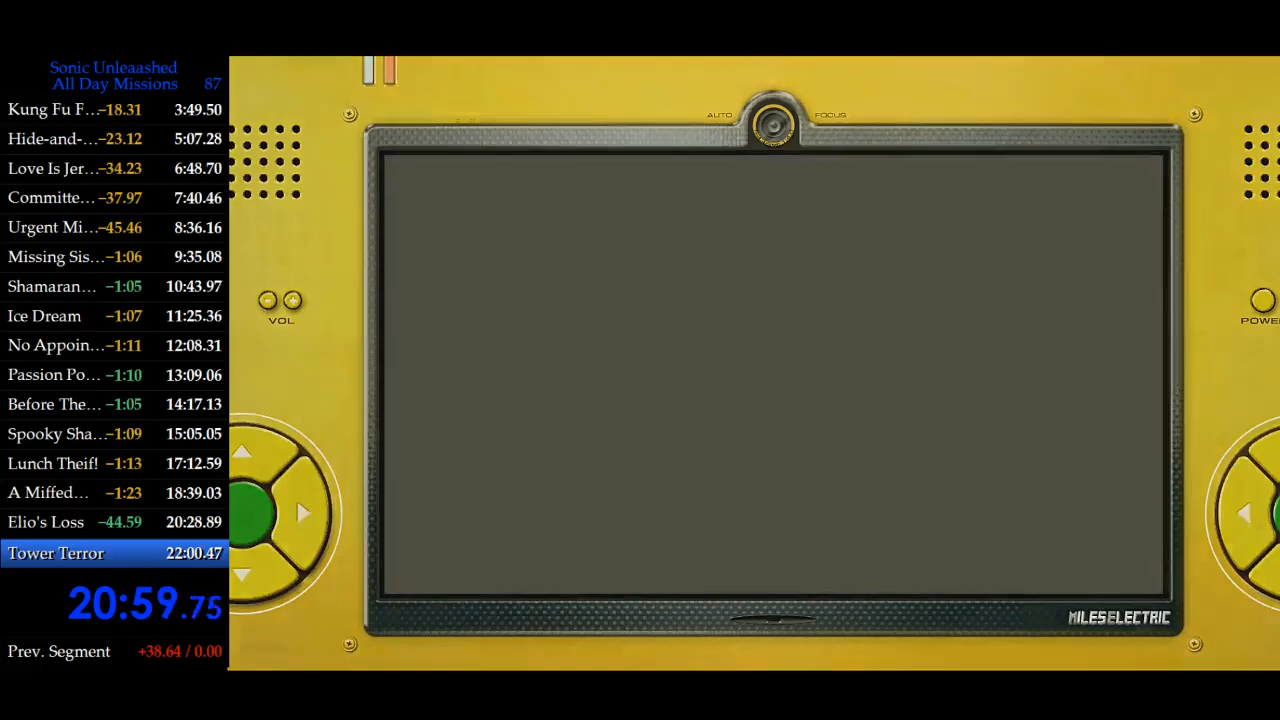 Sonic Unleaashed
All Day Missions 87
Kung Fu F... −18.31 3:49.50
Hide-and-... −23.12 5:07.28
Love Is Jer... −34.23 6:48.70
Committe... −37.97 7:40.46
Urgent Mi... −45.46 8:36.16
Missing Sis... −1:06 9:35.08
Shamaran... −1:05 10:43.97
Ice Dream −1:07 11:25.36
No Appoin... −1:11 12:08.31
Passion Po... −1:10 13:09.06
Before The... −1:05 14:17.13
Spooky Sha... −1:09 15:05.05
Lunch Theif! −1:13 17:12.59
A Miffed... −1:23 18:39.03
Elio's Loss −44.59 20:28.89
Tower Terror 22:00.47
20:59.75
Prev. Segment +38.64 / 0.00
AUTO FOCUS
VOL
POWER
MILESELECTRIC